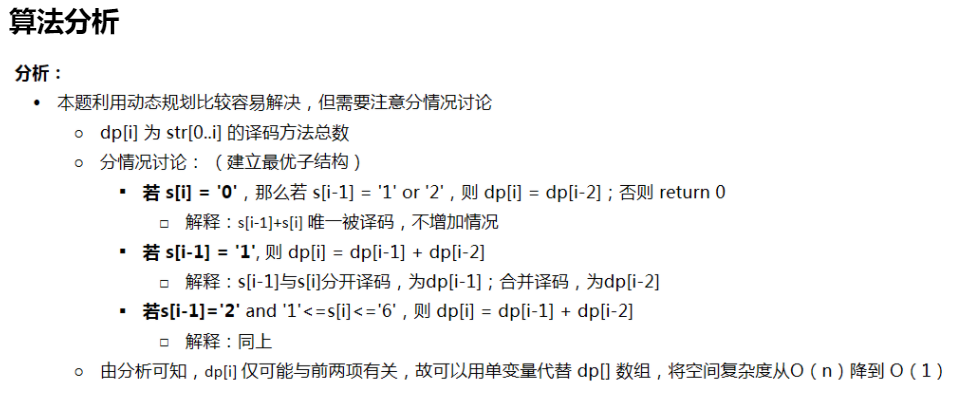 算法分析
分析：
• 本题利用动态规划比较容易解决，但需要注意分情况讨论
○ dp[i] 为 str[0..i] 的译码方法总数
○ 分情况讨论：（建立最优子结构）
▪ 若 s[i] = '0'，那么若 s[i-1] = '1' or '2'，则 dp[i] = dp[i-2]；否则 return 0
□ 解释：s[i-1]+s[i] 唯一被译码，不增加情况
▪ 若 s[i-1] = '1', 则 dp[i] = dp[i-1] + dp[i-2]
□ 解释：s[i-1]与s[i]分开译码，为dp[i-1]；合并译码，为dp[i-2]
▪ 若s[i-1]='2' and '1'<=s[i]<='6'，则 dp[i] = dp[i-1] + dp[i-2]
□ 解释：同上
○ 由分析可知，dp[i] 仅可能与前两项有关，故可以用单变量代替 dp[] 数组，将空间复杂度从O（n）降到 O（1）